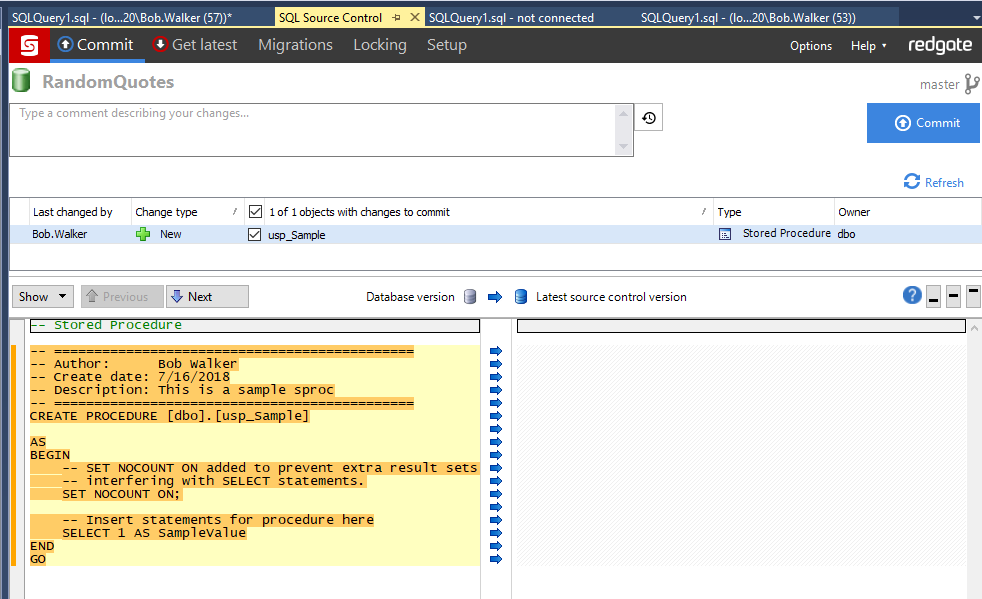 SQLQuery1.sql - (lo...20\Bob.Walker (57))* SQL Source Control SQLQuery1.sql - not connected SQLQuery1.sql - (lo...20\Bob.Walker (53))
Commit Get latest Migrations Locking Setup Options Help redgate
RandomQuotes master
Type a comment describing your changes...
Commit
Refresh
Last changed by Change type 1 of 1 objects with changes to commit Type Owner
Bob.Walker New usp_Sample Stored Procedure dbo
Show Previous Next Database version Latest source control version ?
-- Stored Procedure
-- =============================================
-- Author:      Bob Walker
-- Create date: 7/16/2018
-- Description: This is a sample sproc
-- =============================================
CREATE PROCEDURE [dbo].[usp_Sample]
AS
BEGIN
-- SET NOCOUNT ON added to prevent extra result sets
-- interfering with SELECT statements.
SET NOCOUNT ON;
-- Insert statements for procedure here
SELECT 1 AS SampleValue
END
GO